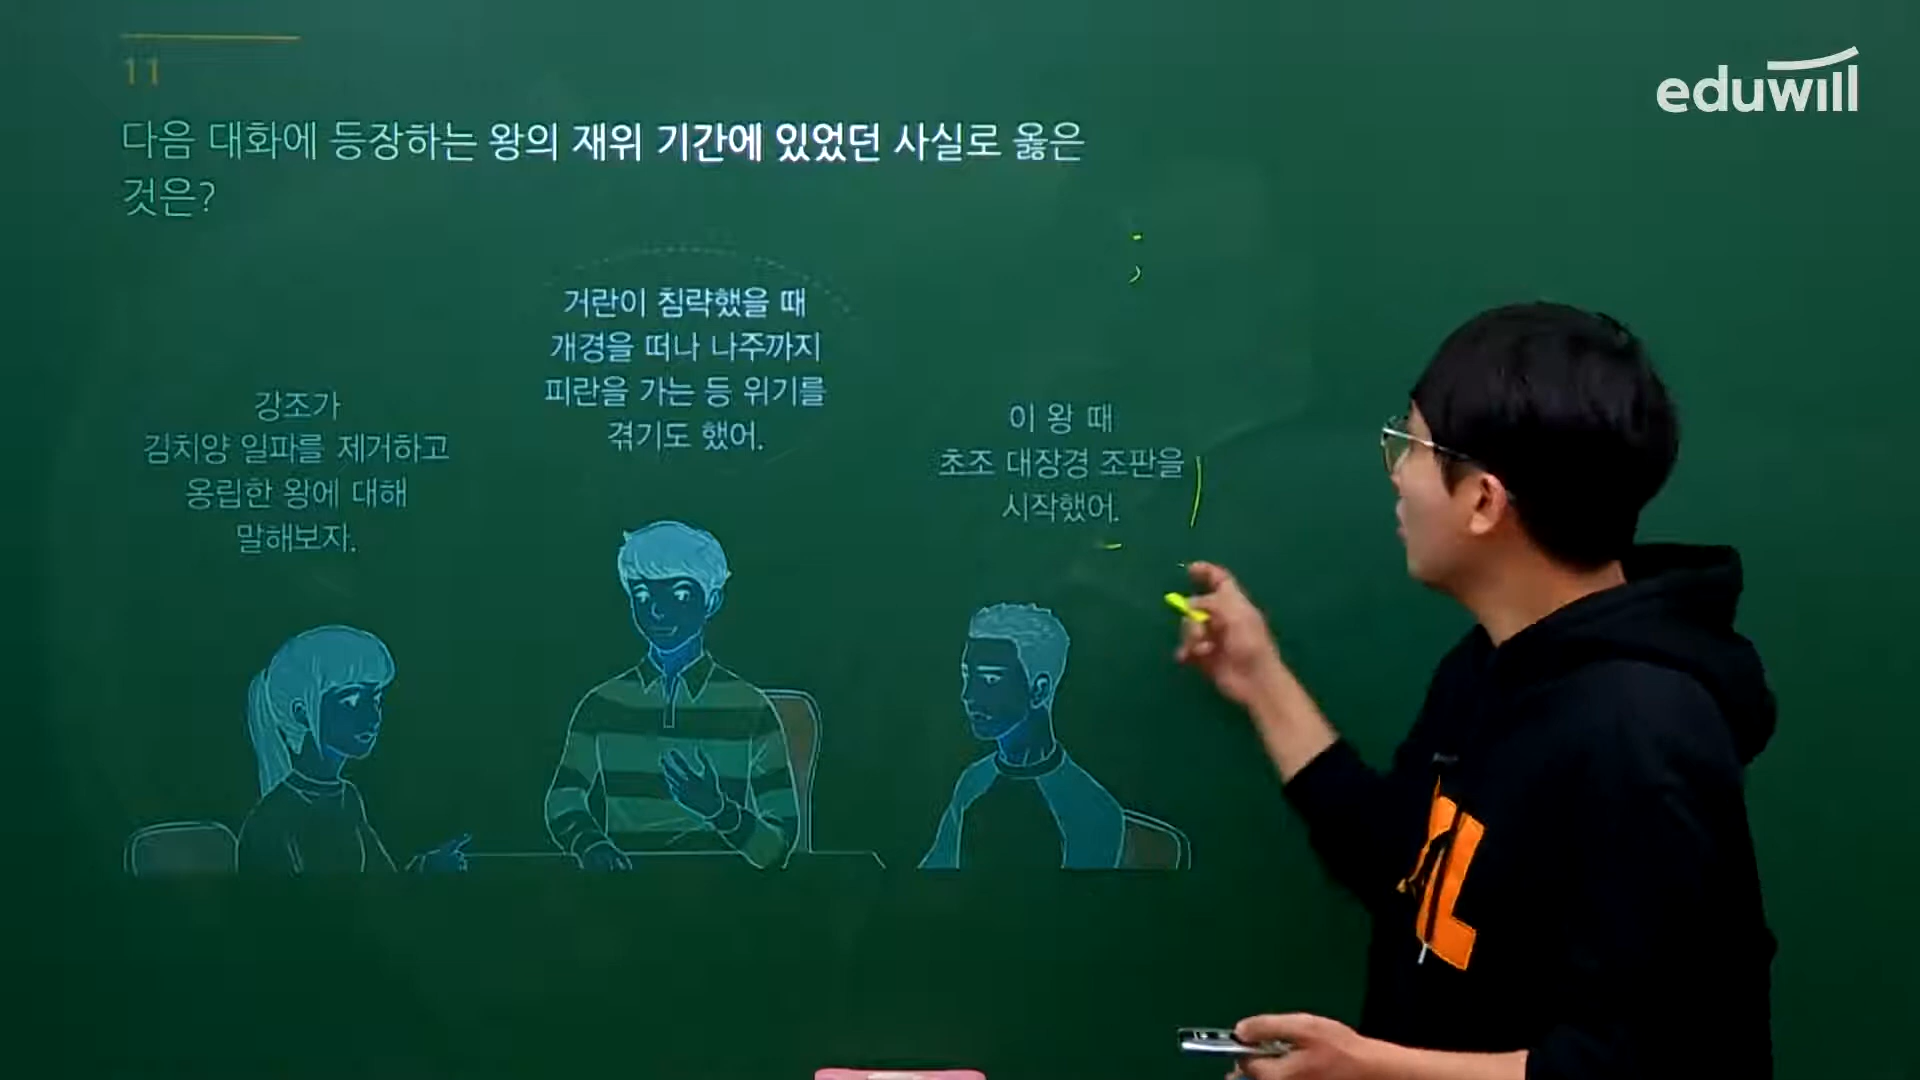 eduwill
11
다음 대화에 등장하는 왕의 재위 기간에 있었던 사실로 옳은
것은?
거란이 침략했을 때
개경을 떠나 나주까지
피란을 가는 등 위기를
겪기도 했어.
강조가
김치양 일파를 제거하고
옹립한 왕에 대해
말해보자.
이 왕 때
초조 대장경 조판을
시작했어.